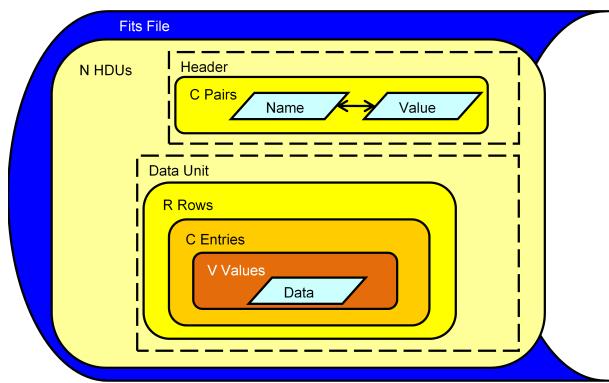 Fits File
N HDUs
Header
C Pairs
Name
Value
Data Unit
R Rows
C Entries
V Values
Data